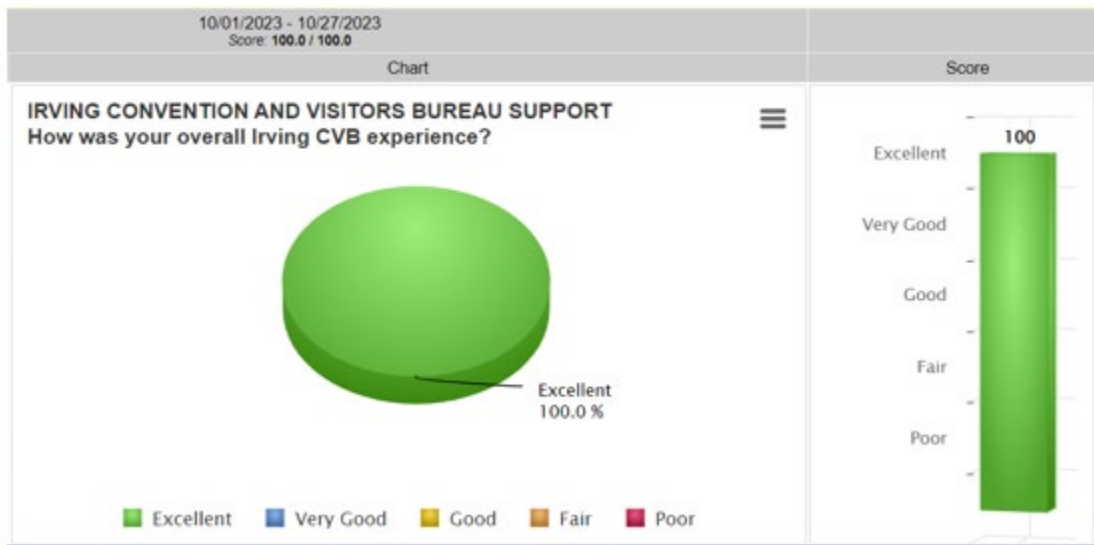 10/01/2023 - 10/27/2023
Score: 100.0 / 100.0
Chart
Score
IRVING CONVENTION AND VISITORS BUREAU SUPPORT
How was your overall Irving CVB experience?
Excellent
100.0 %
Excellent
Very Good
Good
Fair
Poor
100
Excellent
Very Good
Good
Fair
Poor